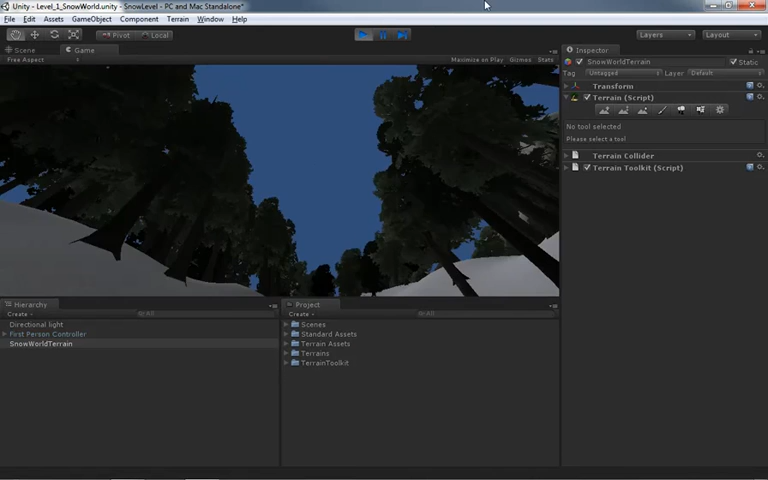 Unity - Level_1_SnowWorld.unity - SnowLevel - PC and Mac Standalone*
File Edit Assets GameObject Component Terrain Window Help
Pivot Local Layers Layout
Scene Game
Free Aspect Maximize on Play Gizmos Stats
Inspector
SnowWorldTerrain Static
Tag Untagged Layer Default
Transform
Terrain (Script)
No tool selected
Please select a tool
Terrain Collider
Terrain Toolkit (Script)
Hierarchy
Create All
Directional light
First Person Controller
SnowWorldTerrain
Project
Create All
Scenes
Standard Assets
Terrain Assets
Terrains
TerrainToolkit